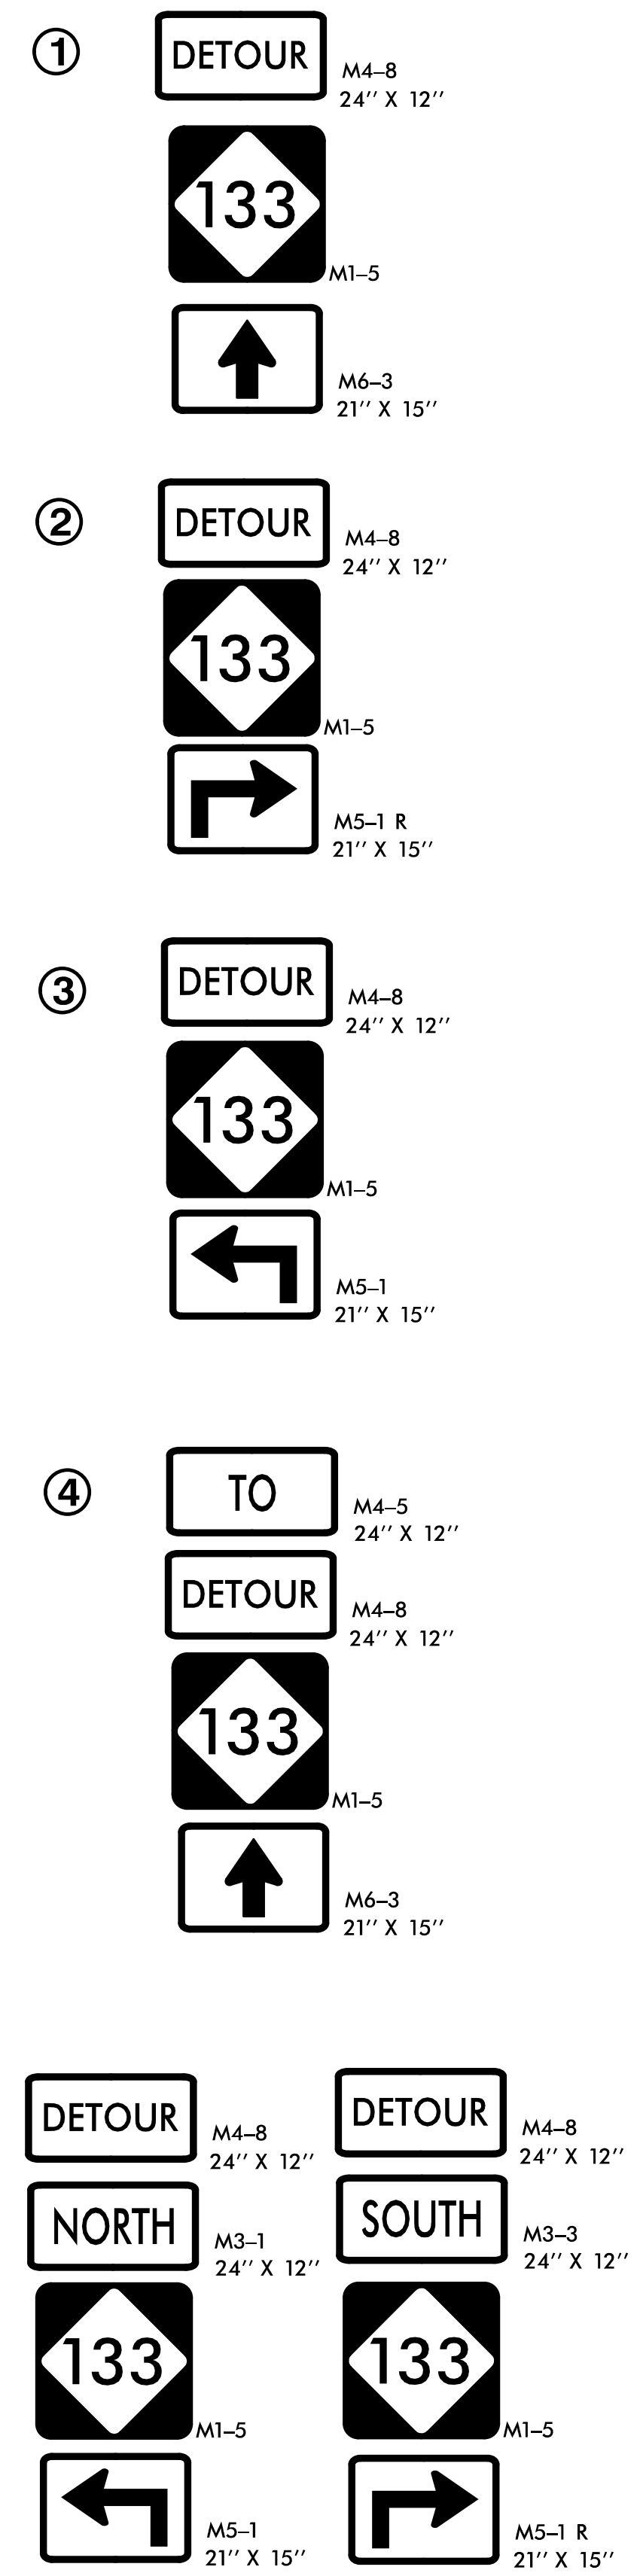 1
DETOUR
M4–8
24'' X 12''
133
M1–5
M6–3
21'' X 15''
2
DETOUR
M4–8
24'' X 12''
133
M1–5
M5–1 R
21'' X 15''
3
DETOUR
M4–8
24'' X 12''
133
M1–5
M5–1
21'' X 15''
4
TO
M4–5
24'' X 12''
DETOUR
M4–8
24'' X 12''
133
M1–5
M6–3
21'' X 15''
DETOUR
M4–8
24'' X 12''
NORTH
M3–1
24'' X 12''
133
M1–5
M5–1
21'' X 15''
DETOUR
M4–8
24'' X 12''
SOUTH
M3–3
24'' X 12''
133
M1–5
M5–1 R
21'' X 15''